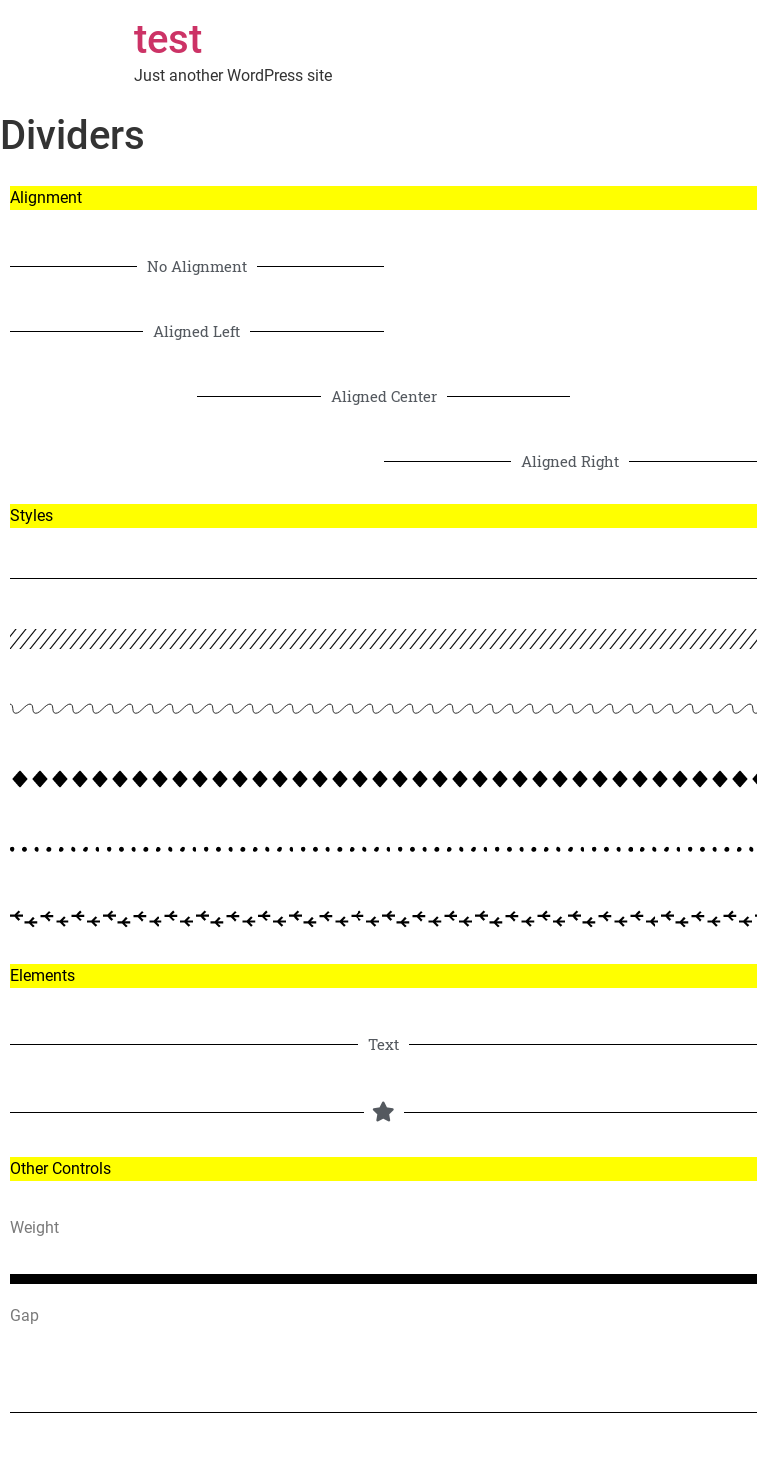 test
Just another WordPress site
Dividers
Alignment
No Alignment
Aligned Left
Aligned Center
Aligned Right
Styles
Elements
Text
Other Controls
Weight
Gap